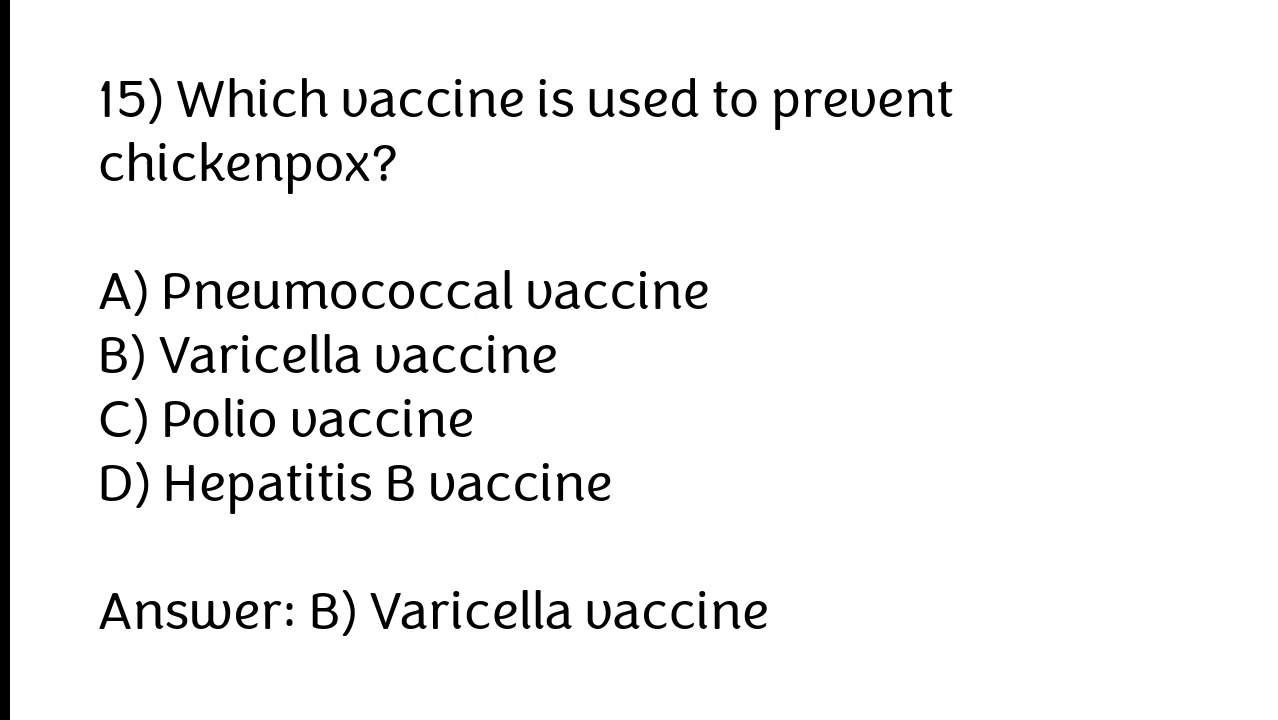 15) Which vaccine is used to prevent
chickenpox?
A) Pneumococcal vaccine
B) Varicella vaccine
C) Polio vaccine
D) Hepatitis B vaccine
Answer: B) Varicella vaccine